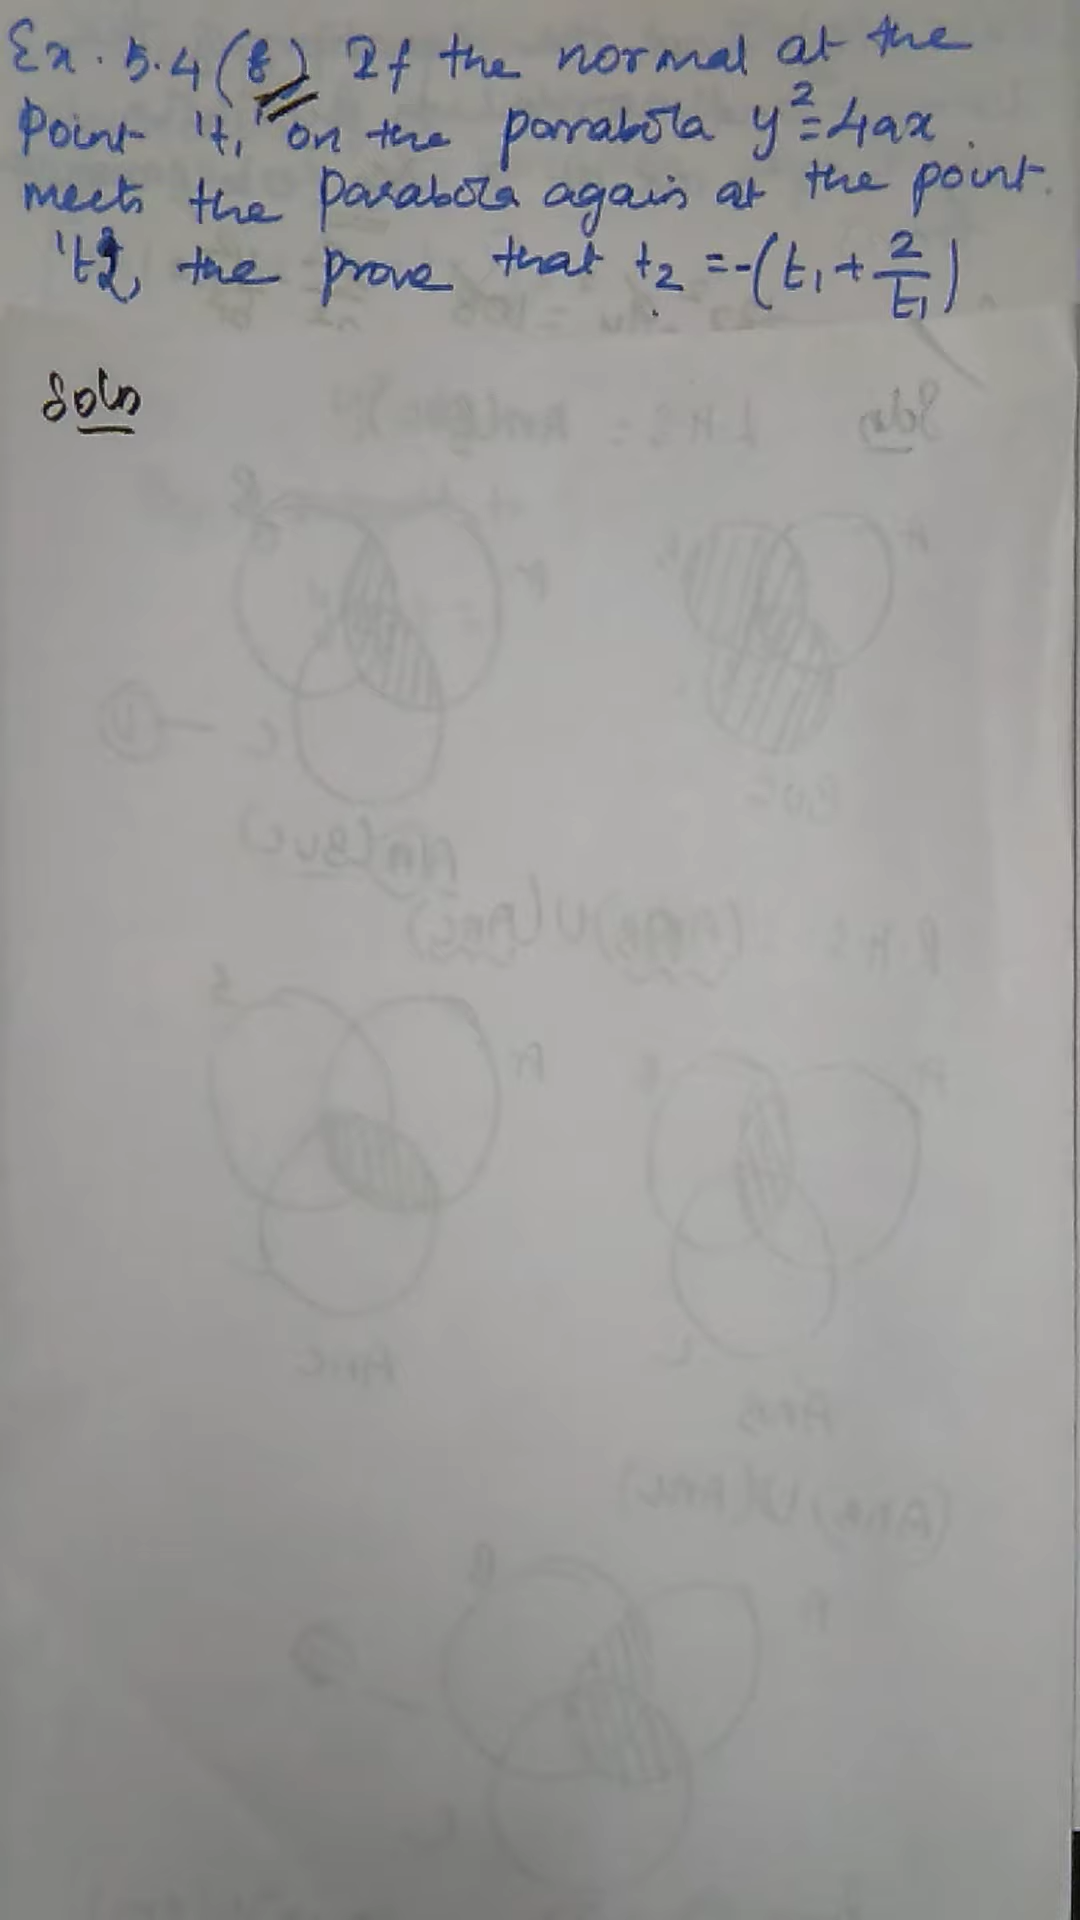 Ex. 5.4 (8) If the normal at the
Point 't₁' on the parrabola y²=4ax.
meets the parabola again at the point.
't2, the prove that t₂ =-(t₁+2/t₁)
Soln